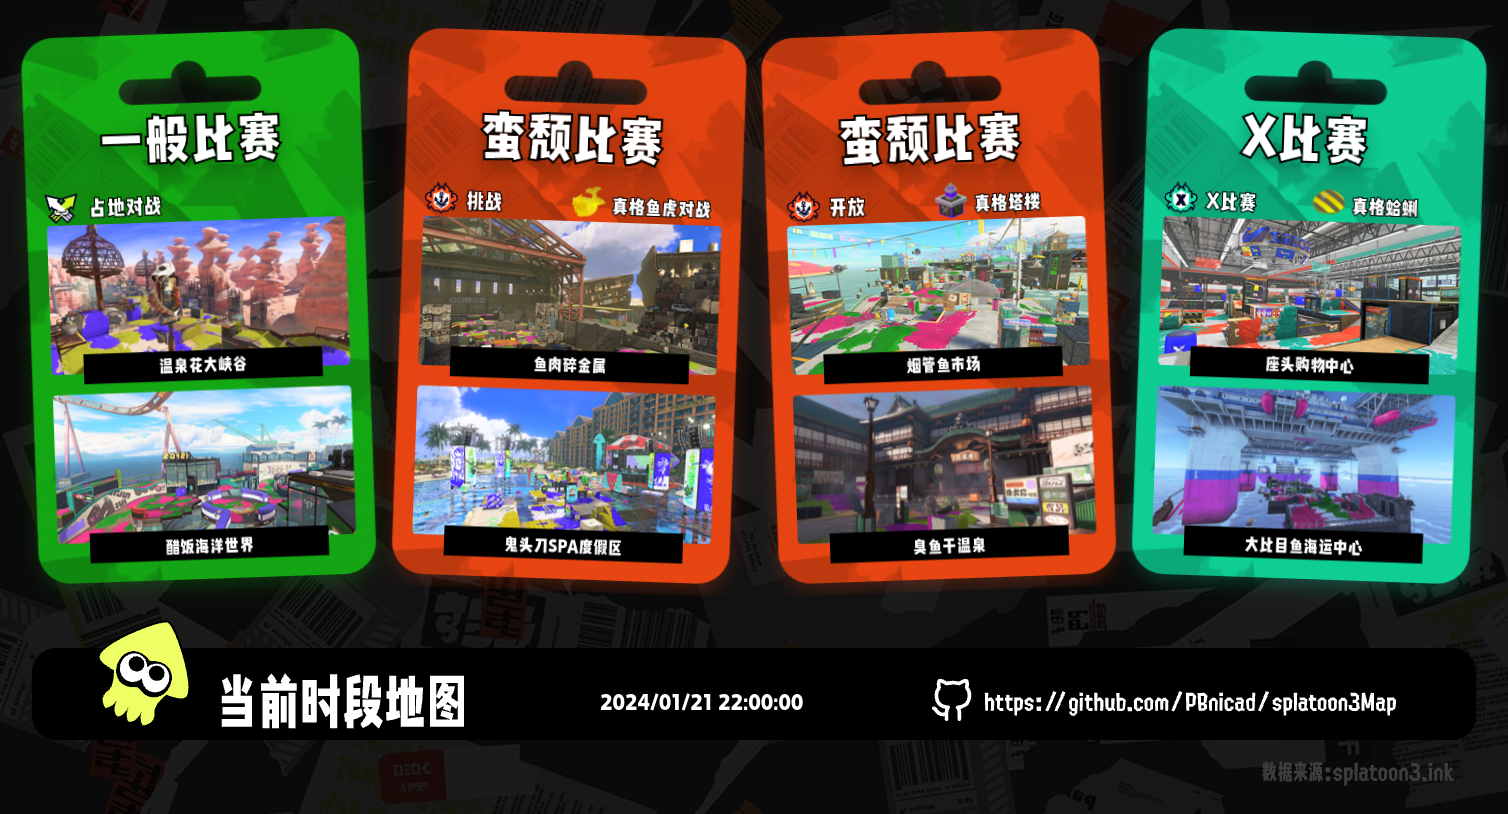 一般比赛
占地对战
温泉花大峡谷
醋饭海洋世界
蛮颓比赛
挑战
真格鱼虎对战
鱼肉碎金属
鬼头刀SPA度假区
蛮颓比赛
开放
真格塔楼
烟管鱼市场
臭鱼干温泉
X比赛
X比赛
真格蛤蜊
座头购物中心
大比目鱼海运中心
当前时段地图
2024/01/21 22:00:00
https://github.com/PBnicad/splatoon3Map
数据来源:splatoon3.ink